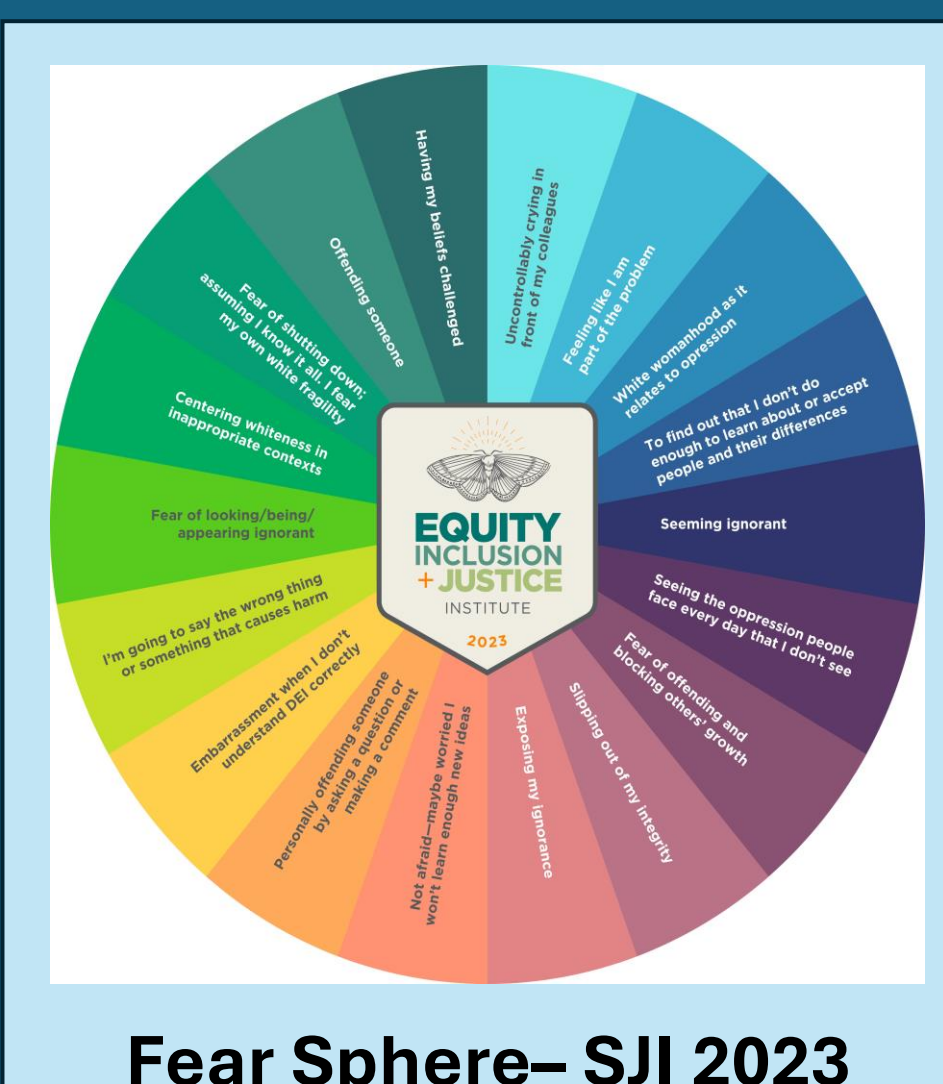 Uncontrollably crying in
front of my colleagues
Feeling like I am
part of the problem
White womanhood as it
relates to opression
To find out that I don't do
enough to learn about or accept
people and their differences
Seeming ignorant
Seeing the oppression people
face every day that I don't see
Fear of offending and
blocking others' growth
Slipping out of my integrity
Exposing my ignorance
Not afraid—maybe worried I
won't learn enough new ideas
Personally offending someone
by asking a question or
making a comment
Embarrassment when I don't
understand DEI correctly
I'm going to say the wrong thing
or something that causes harm
Fear of looking/being/
appearing ignorant
Centering whiteness in
inappropriate contexts
Fear of shutting down;
assuming I know it all. I fear
my own white fragility
Offending someone
Having my beliefs challenged
EQUITY
INCLUSION
+ JUSTICE
INSTITUTE
2023
Fear Sphere– SJI 2023